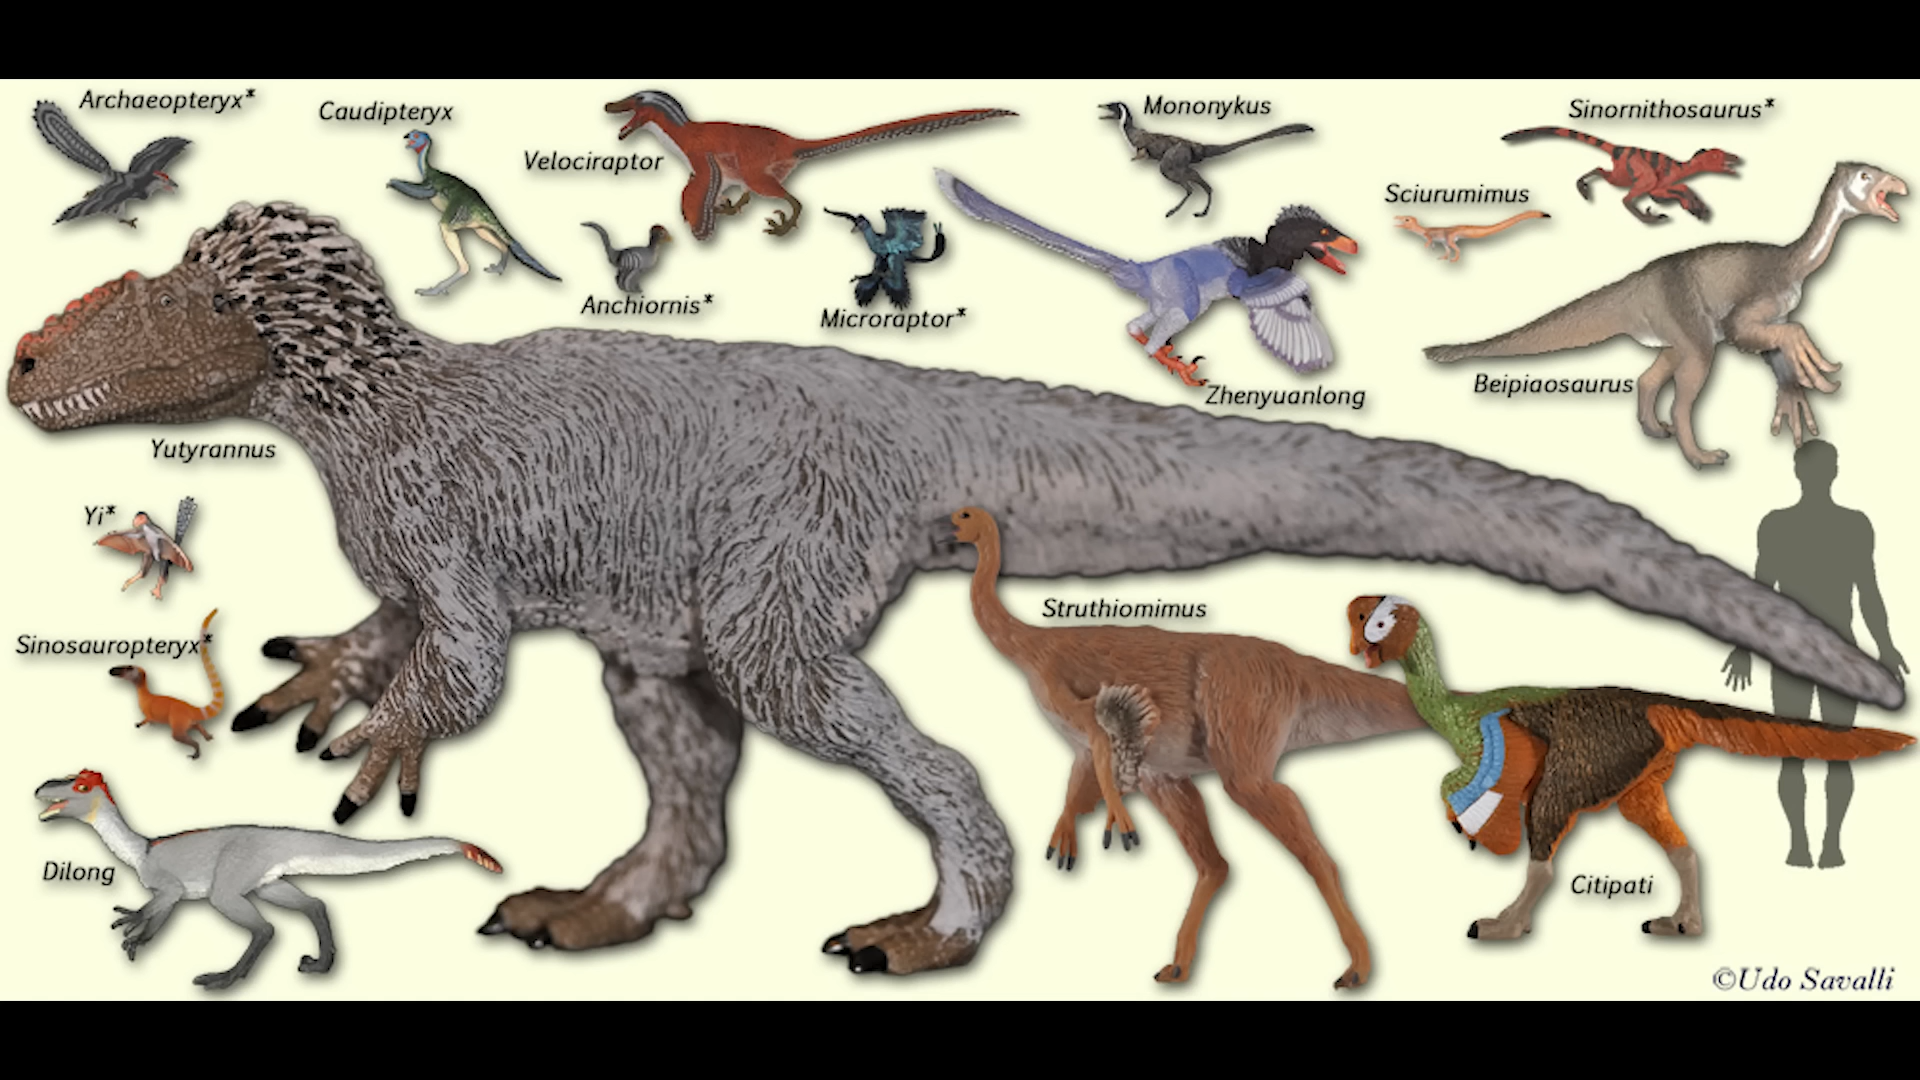 Archaeopteryx*
Caudipteryx
Velociraptor
Mononykus
Sinornithosaurus*
Sciurumimus
Anchiornis*
Microraptor*
Zhenyuanlong
Beipiaosaurus
Yutyrannus
Yi*
Struthiomimus
Sinosauropteryx*
Dilong
Citipati
©Udo Savalli